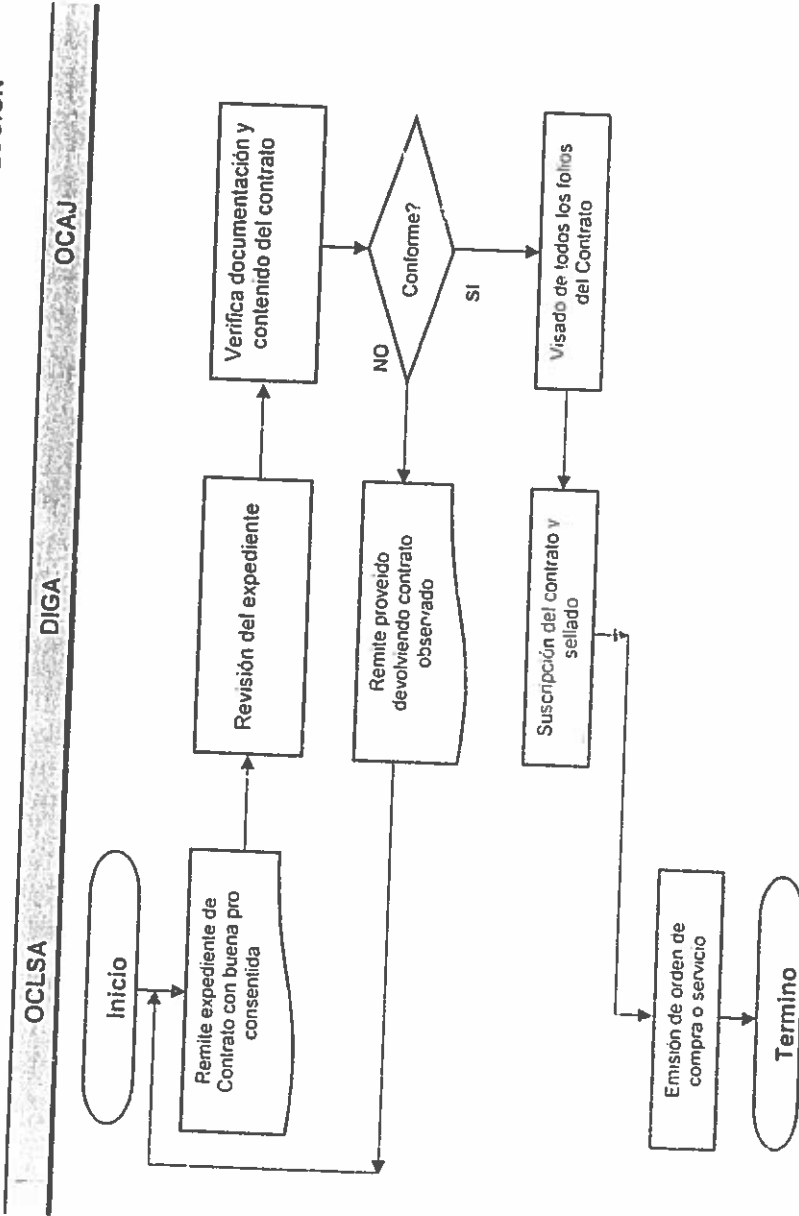 OCLSA
DIGA
OCAJ
Inicio
Remite expediente de
Contrato con buena pro
consentida
Revisión del expediente
Verifica documentación y
contenido del contrato
Conforme?
NO
SI
Remite proveido
devolviendo contrato
observado
Visado de todos los folios
del Contrato
Suscripción del contrato y
sellado
Emisión de orden de
compra o servicio
Termino